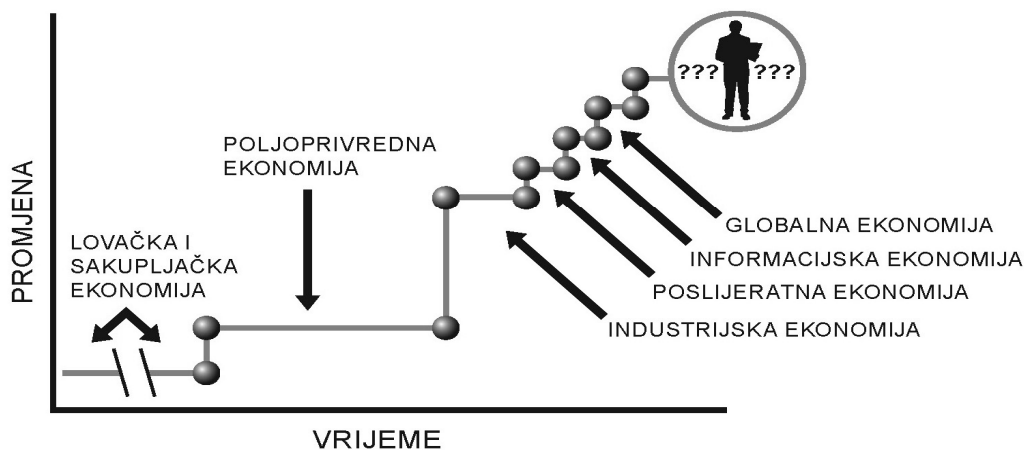 ??? ???
POLJOPRIVREDNA
EKONOMIJA
PROMJENA
LOVAČKA I
SAKUPLJAČKA
EKONOMIJA
GLOBALNA EKONOMIJA
INFORMACIJSKA EKONOMIJA
POSLIJERATNA EKONOMIJA
INDUSTRIJSKA EKONOMIJA
VRIJEME